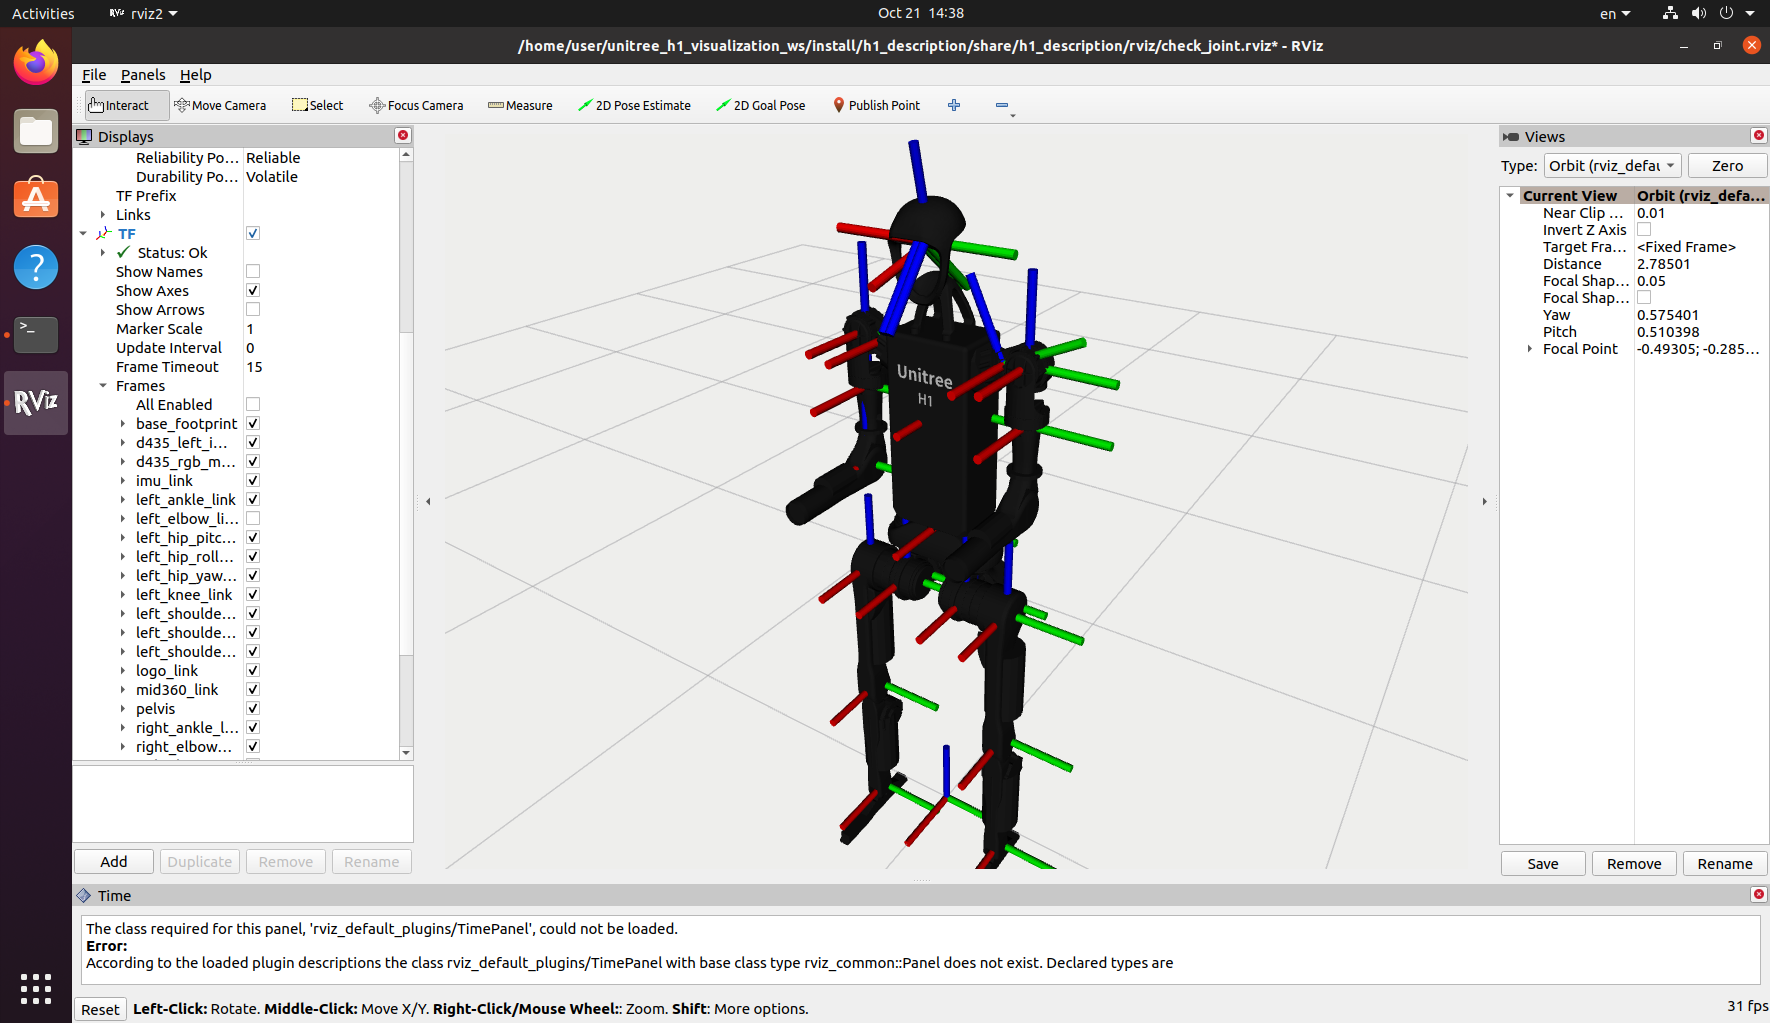 Activities
RViz rviz2
Oct 21 14:38
en
/home/user/unitree_h1_visualization_ws/install/h1_description/share/h1_description/rviz/check_joint.rviz* - RViz
File Panels Help
Interact Move Camera Select Focus Camera Measure 2D Pose Estimate 2D Goal Pose Publish Point
Displays
Reliability Po... Reliable
Durability Po... Volatile
TF Prefix
Links
TF
Status: Ok
Show Names
Show Axes
Show Arrows
Marker Scale 1
Update Interval 0
Frame Timeout 15
Frames
All Enabled
base_footprint
d435_left_i...
d435_rgb_m...
imu_link
left_ankle_link
left_elbow_li...
left_hip_pitc...
left_hip_roll...
left_hip_yaw...
left_knee_link
left_shoulde...
left_shoulde...
left_shoulde...
logo_link
mid360_link
pelvis
right_ankle_l...
right_elbow...
Add Duplicate Remove Rename
RViz
Unitree
H1
Views
Type: Orbit (rviz_defau Zero
Current View Orbit (rviz_defa...
Near Clip ... 0.01
Invert Z Axis
Target Fra... <Fixed Frame>
Distance 2.78501
Focal Shap... 0.05
Focal Shap...
Yaw 0.575401
Pitch 0.510398
Focal Point -0.49305; -0.285...
Save Remove Rename
Time
The class required for this panel, 'rviz_default_plugins/TimePanel', could not be loaded.
Error:
According to the loaded plugin descriptions the class rviz_default_plugins/TimePanel with base class type rviz_common::Panel does not exist. Declared types are
Reset Left-Click: Rotate. Middle-Click: Move X/Y. Right-Click/Mouse Wheel:: Zoom. Shift: More options.
31 fps